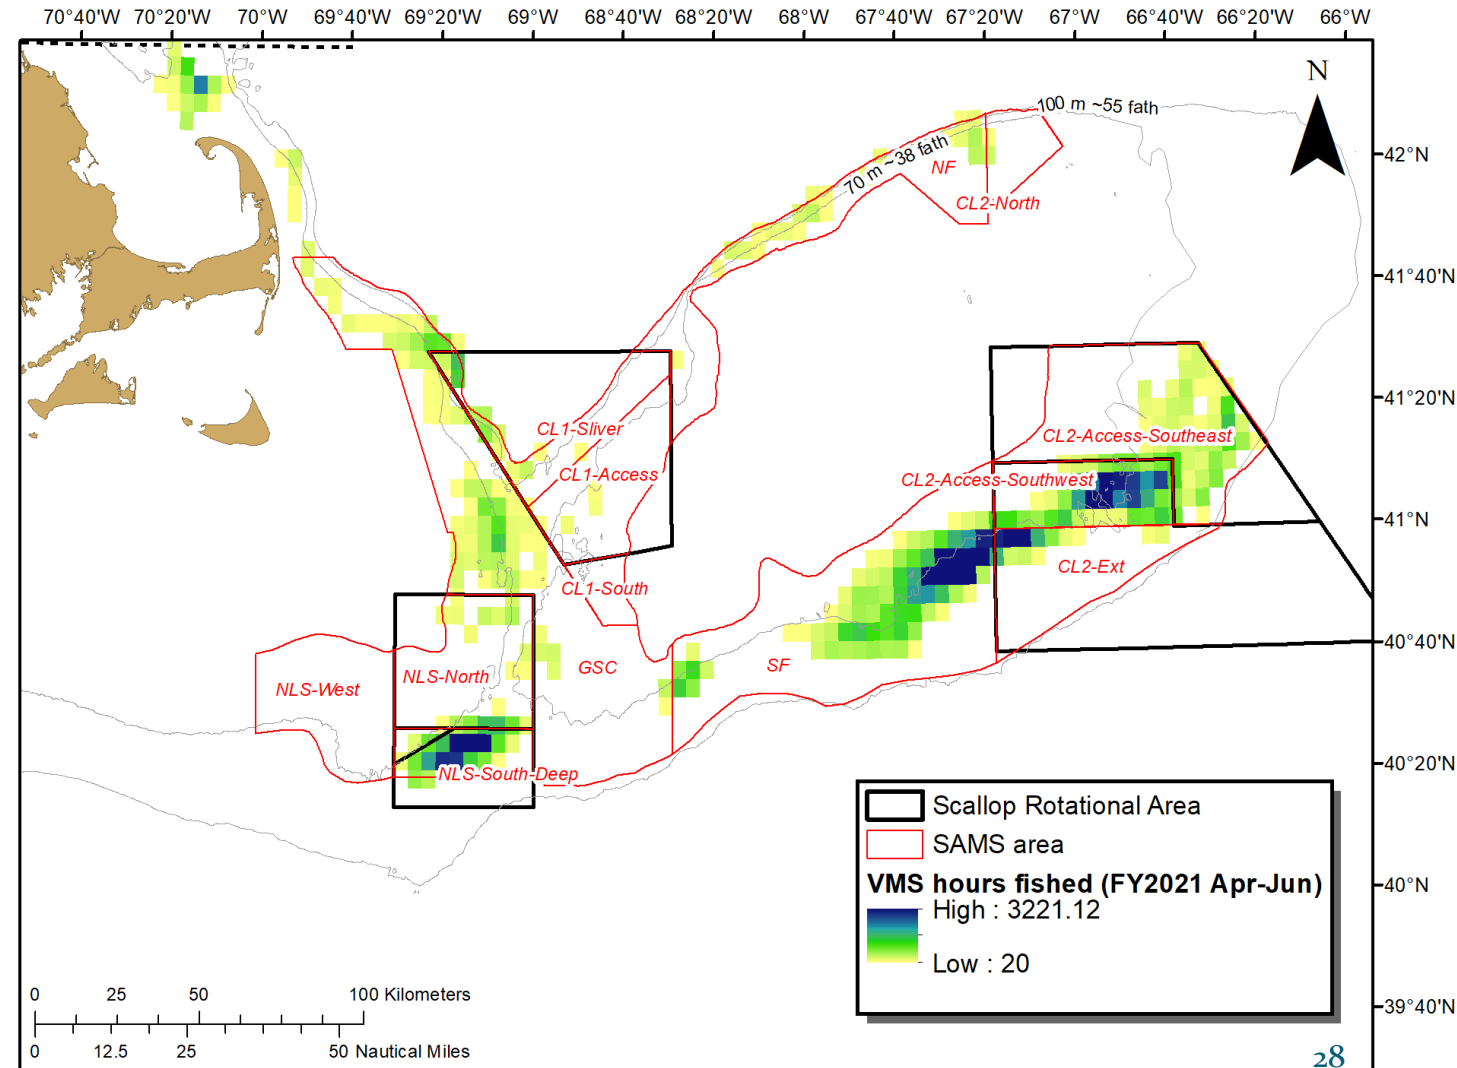 70°40'W 70°20'W 70°W 69°40'W 69°20'W 69°W 68°40'W 68°20'W 68°W 67°40'W 67°20'W 67°W 66°40'W 66°20'W 66°W
N
100 m ~55 fath
70 m ~38 fath
NF
42°N
CL2-North
41°40'N
41°20'N
CL1-Sliver
CL2-Access-Southeast
CL1-Access
CL2-Access-Southwest
41°N
CL2-Ext
CL1-South
40°40'N
GSC
SF
NLS-North
NLS-West
40°20'N
NLS-South-Deep
Scallop Rotational Area
SAMS area
VMS hours fished (FY2021 Apr-Jun)
High : 3221.12
Low : 20
40°N
39°40'N
0 25 50 100 Kilometers
0 12.5 25 50 Nautical Miles
28